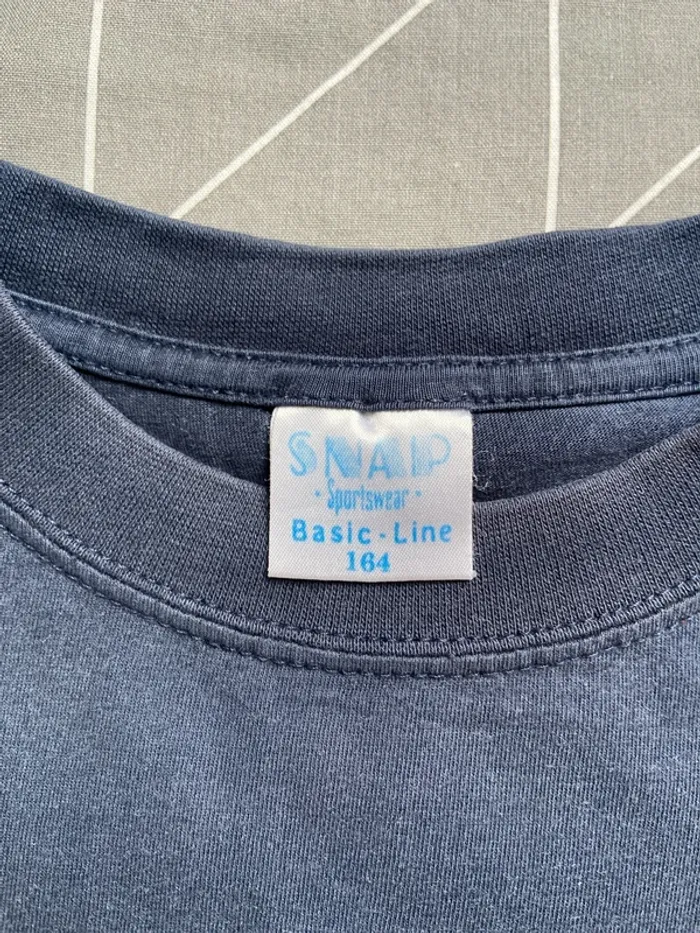 SNAP
· Sportswear ·
Basic - Line
164